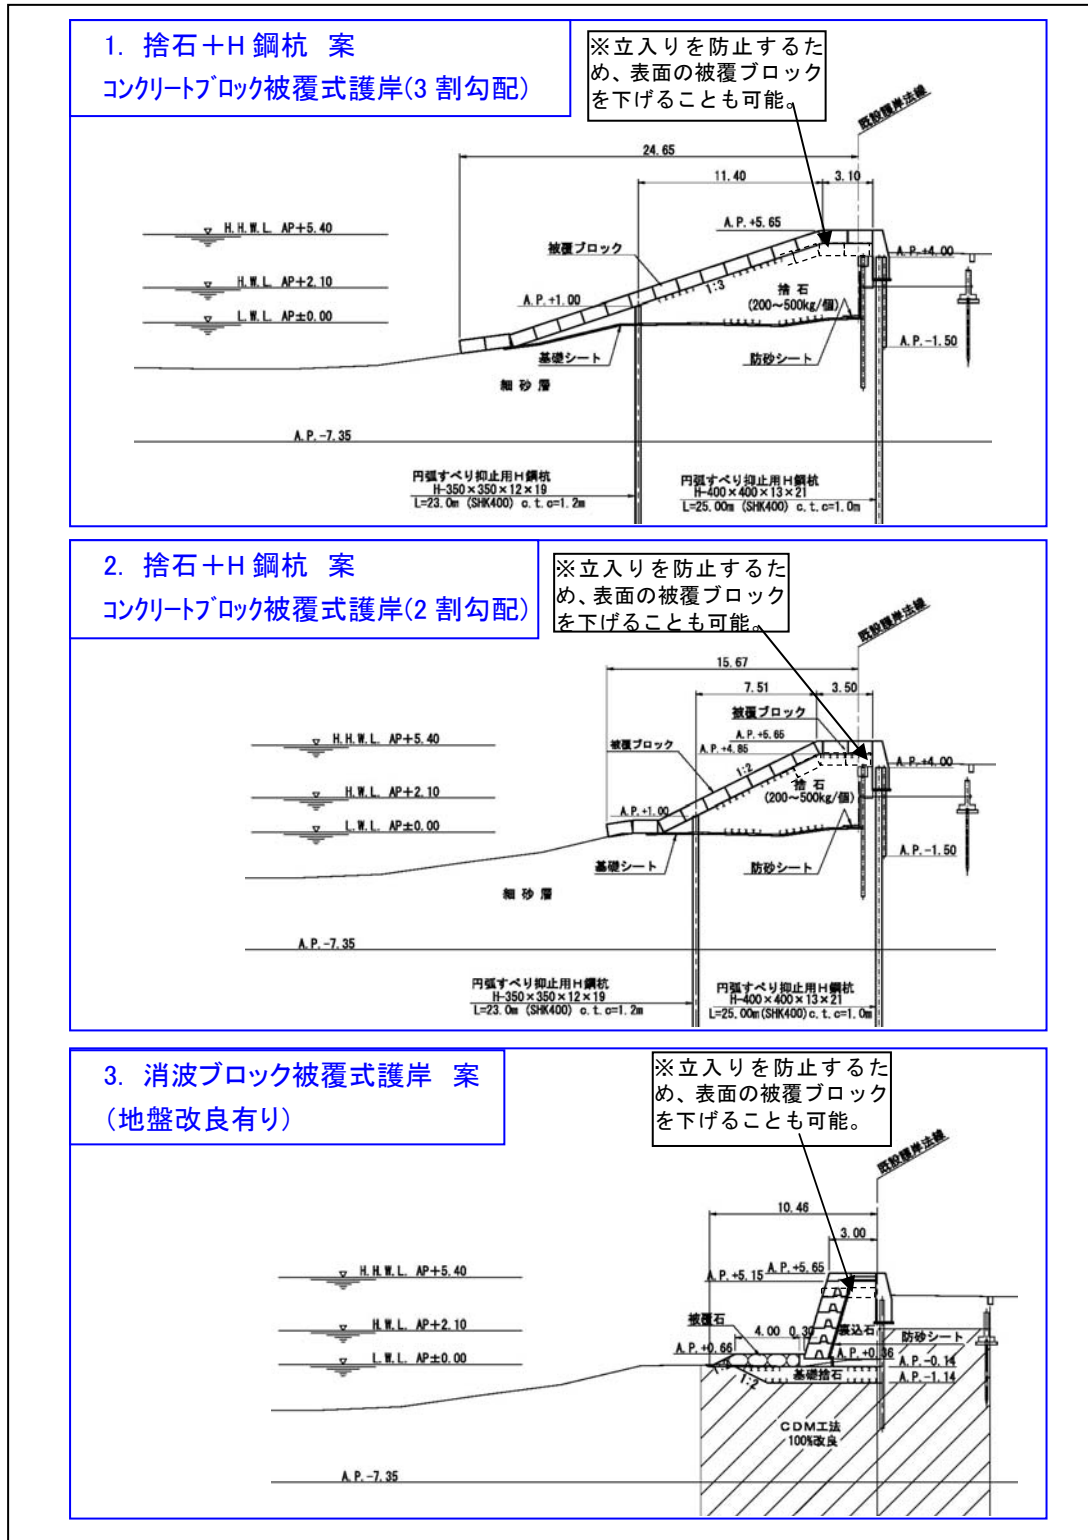 1. 捨石＋H 鋼杭 案
コンクリートブロック被覆式護岸(3 割勾配)
※立入りを防止するた
め、表面の被覆ブロック
を下げることも可能。
既設護岸法線
24.65
11.40
3.10
H.H.W.L. AP+5.40
A.P.+5.65
被覆ブロック
A.P.+4.00
H.W.L. AP+2.10
1:3
捨 石
(200～500kg/個)
A.P.+1.00
L.W.L. AP±0.00
A.P.-1.50
基礎シート
防砂シート
細 砂 層
A.P.-7.35
円弧すべり抑止用H鋼杭
H-350×350×12×19
L=23.0m (SHK400) c.t.c=1.2m
円弧すべり抑止用H鋼杭
H-400×400×13×21
L=25.00m (SHK400) c.t.c=1.0m
2. 捨石＋H 鋼杭 案
コンクリートブロック被覆式護岸(2 割勾配)
※立入りを防止するた
め、表面の被覆ブロック
を下げることも可能。
既設護岸法線
15.67
7.51
3.50
被覆ブロック
H.H.W.L. AP+5.40
A.P.+5.65
被覆ブロック
A.P.+4.85
A.P.+4.00
1:2
捨 石
(200～500kg/個)
H.W.L. AP+2.10
A.P.+1.00
L.W.L. AP±0.00
A.P.-1.50
基礎シート
防砂シート
細 砂 層
A.P.-7.35
円弧すべり抑止用H鋼杭
H-350×350×12×19
L=23.0m (SHK400) c.t.c=1.2m
円弧すべり抑止用H鋼杭
H-400×400×13×21
L=25.00m(SHK400)c.t.c=1.0m
3. 消波ブロック被覆式護岸 案
（地盤改良有り）
※立入りを防止するた
め、表面の被覆ブロック
を下げることも可能。
既設護岸法線
10.46
3.00
H.H.W.L. AP+5.40
A.P.+5.65
A.P.+5.15
H.W.L. AP+2.10
被覆石
4.00
0.30
裏込石
防砂シート
A.P.+0.66
A.P.+0.36
L.W.L. AP±0.00
A.P.-0.14
基礎捨石
A.P.-1.14
1:2
CDM工法
100%改良
A.P.-7.35